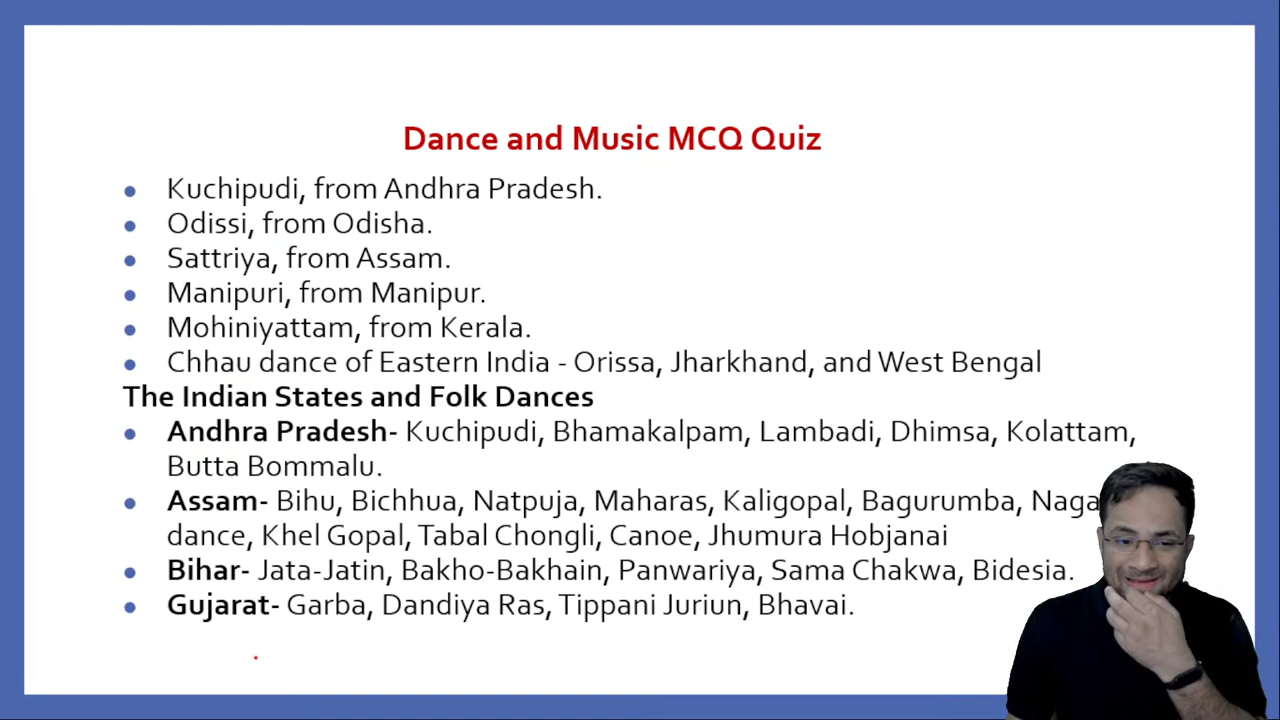 Dance and Music MCQ Quiz
Kuchipudi, from Andhra Pradesh.
Odissi, from Odisha.
Sattriya, from Assam.
Manipuri, from Manipur.
Mohiniyattam, from Kerala.
Chhau dance of Eastern India - Orissa, Jharkhand, and West Bengal
The Indian States and Folk Dances
Andhra Pradesh- Kuchipudi, Bhamakalpam, Lambadi, Dhimsa, Kolattam,
Butta Bommalu.
Assam- Bihu, Bichhua, Natpuja, Maharas, Kaligopal, Bagurumba, Naga
dance, Khel Gopal, Tabal Chongli, Canoe, Jhumura Hobjanai
Bihar- Jata-Jatin, Bakho-Bakhain, Panwariya, Sama Chakwa, Bidesia.
Gujarat- Garba, Dandiya Ras, Tippani Juriun, Bhavai.